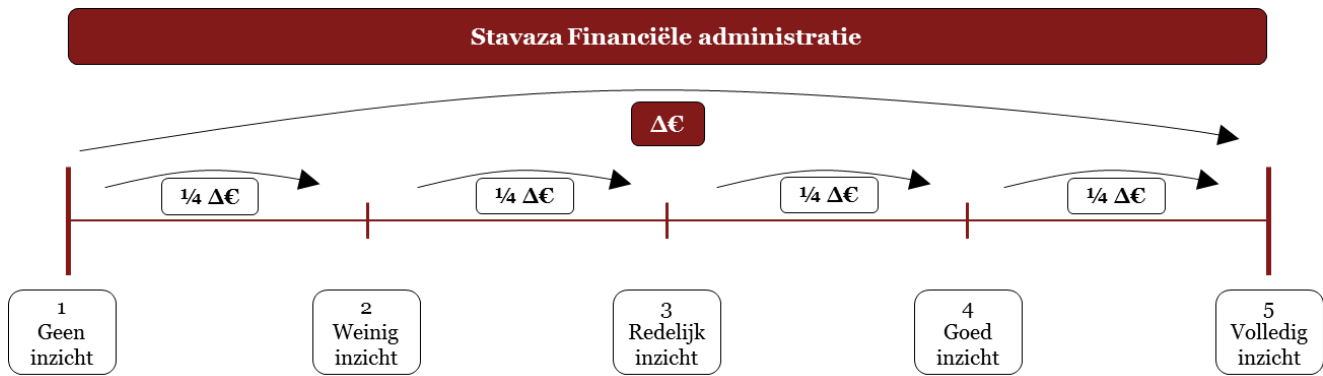 Stavaza Financiële administratie
Δ€
¼ Δ€
¼ Δ€
¼ Δ€
¼ Δ€
1
Geen
inzicht
2
Weinig
inzicht
3
Redelijk
inzicht
4
Goed
inzicht
5
Volledig
inzicht